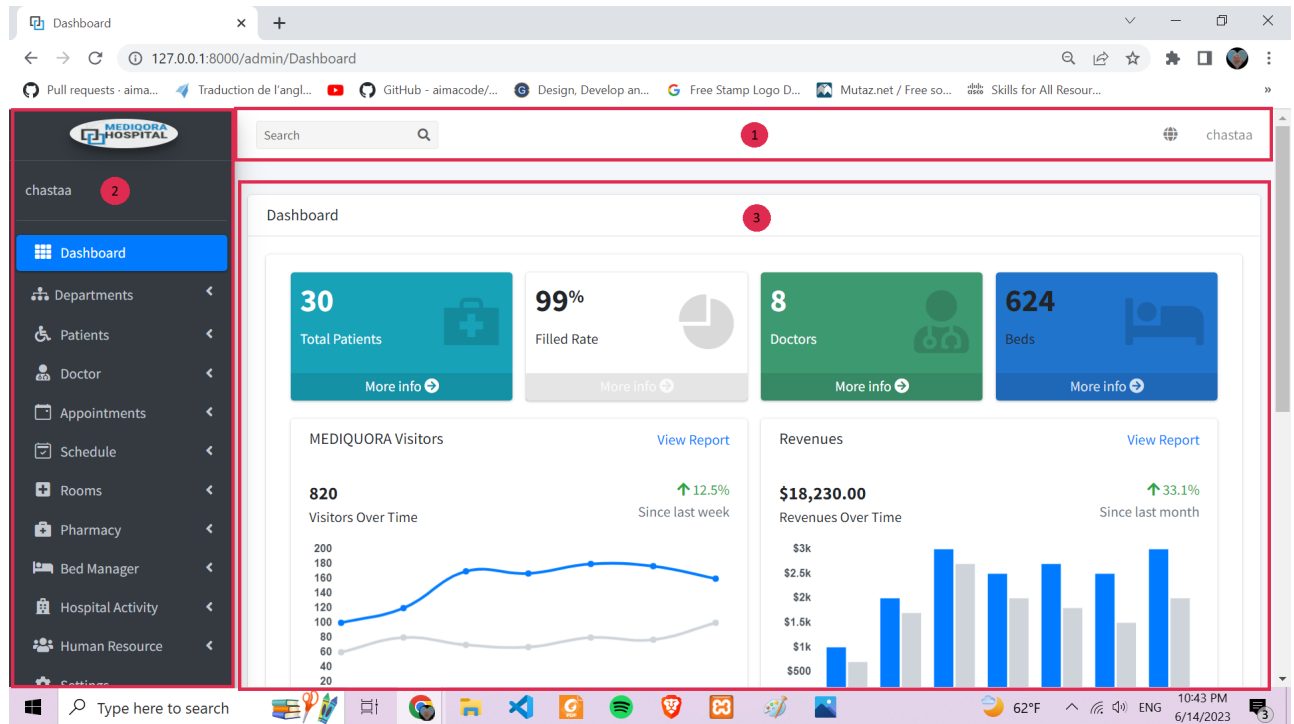 Dashboard
127.0.0.1:8000/admin/Dashboard
Pull requests · aima...
Traduction de l'angl...
GitHub - aimacode/...
Design, Develop an...
Free Stamp Logo D...
Mutaz.net / Free so...
Skills for All Resour...
»
MEDIQORA
HOSPITAL
Search
1
chastaa
chastaa
2
Dashboard
Departments
Patients
Doctor
Appointments
Schedule
Rooms
Pharmacy
Bed Manager
Hospital Activity
Human Resource
Settings
Dashboard
3
30
Total Patients
More info
99%
Filled Rate
More info
8
Doctors
More info
624
Beds
More info
MEDIQUORA Visitors
View Report
820
12.5%
Visitors Over Time
Since last week
200
180
160
140
120
100
80
60
40
20
Revenues
View Report
$18,230.00
33.1%
Revenues Over Time
Since last month
$3k
$2.5k
$2k
$1.5k
$1k
$500
Type here to search
62°F
ENG
10:43 PM
6/14/2023
3